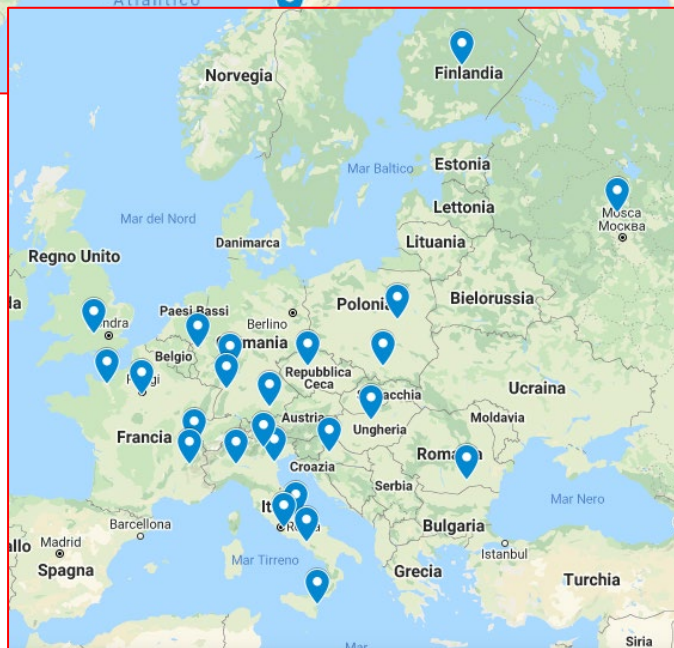 Atlantico
Norvegia
Finlandia
Mar Baltico
Estonia
Mar del Nord
Lettonia
Mosca
Москва
Danimarca
Lituania
Regno Unito
Paesi Bassi
Berlino
Polonia
Bielorussia
Belgio
Repubblica
Ceca
Ucraina
Francia
Austria
Ungheria
Moldavia
Croazia
Serbia
Mar Nero
Barcellona
Bulgaria
Madrid
Istanbul
Spagna
Mar Tirreno
Grecia
Turchia
Mar
Siria